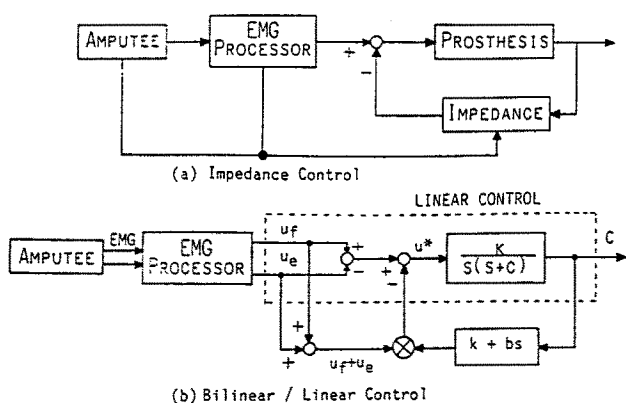 AMPUTEE
EMG
PROCESSOR
+
-
PROSTHESIS
IMPEDANCE
(a) Impedance Control
LINEAR CONTROL
AMPUTEE
EMG
EMG
PROCESSOR
uf
ue
+
-
+
-
u*
K
S(S+C)
C
+
+
uf+ue
k + bs
(b) Bilinear / Linear Control